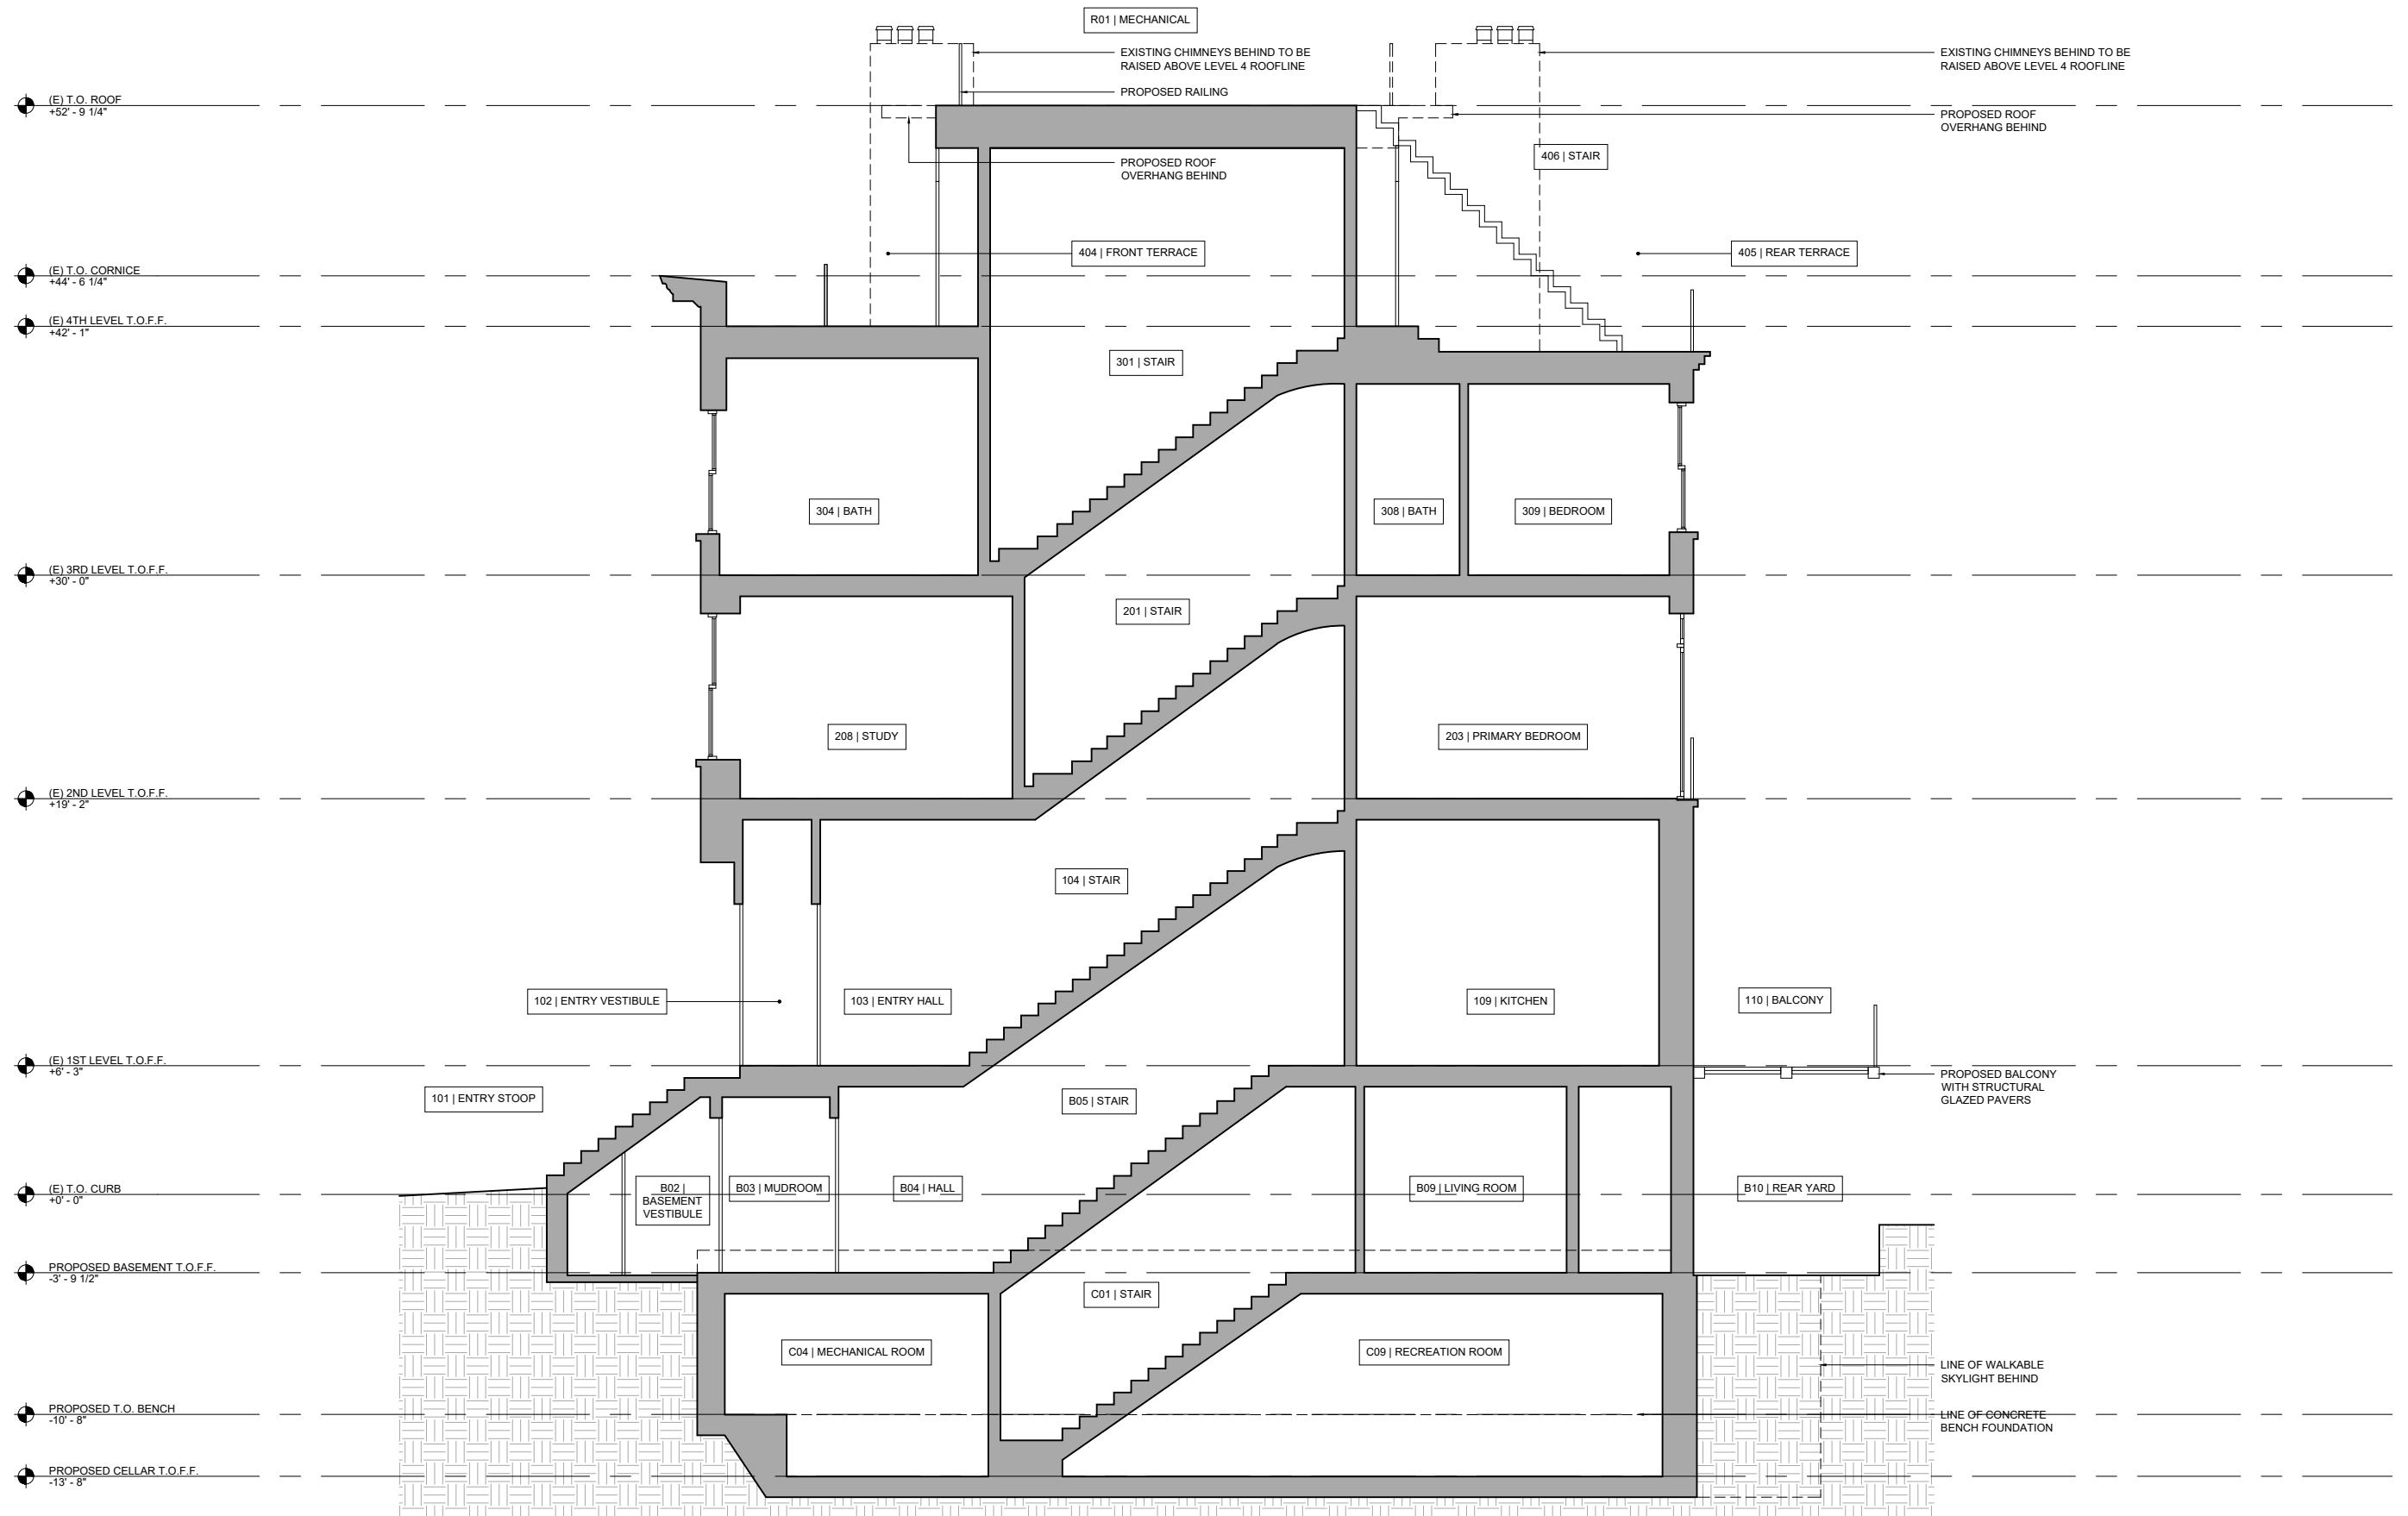 R01 | MECHANICAL
EXISTING CHIMNEYS BEHIND TO BE
RAISED ABOVE LEVEL 4 ROOFLINE
EXISTING CHIMNEYS BEHIND TO BE
RAISED ABOVE LEVEL 4 ROOFLINE
PROPOSED RAILING
(E) T.O. ROOF
+52' - 9 1/4"
PROPOSED ROOF
OVERHANG BEHIND
PROPOSED ROOF
OVERHANG BEHIND
406 | STAIR
404 | FRONT TERRACE
405 | REAR TERRACE
(E) T.O. CORNICE
+44' - 6 1/4"
(E) 4TH LEVEL T.O.F.F.
+42' - 1"
301 | STAIR
304 | BATH
308 | BATH
309 | BEDROOM
(E) 3RD LEVEL T.O.F.F.
+30' - 0"
201 | STAIR
208 | STUDY
203 | PRIMARY BEDROOM
(E) 2ND LEVEL T.O.F.F.
+19' - 2"
104 | STAIR
102 | ENTRY VESTIBULE
103 | ENTRY HALL
109 | KITCHEN
110 | BALCONY
(E) 1ST LEVEL T.O.F.F.
+6' - 3"
PROPOSED BALCONY
WITH STRUCTURAL
GLAZED PAVERS
101 | ENTRY STOOP
B05 | STAIR
(E) T.O. CURB
+0' - 0"
B02 |
BASEMENT
VESTIBULE
B03 | MUDROOM
B04 | HALL
B09 | LIVING ROOM
B10 | REAR YARD
PROPOSED BASEMENT T.O.F.F.
-3' - 9 1/2"
C01 | STAIR
C04 | MECHANICAL ROOM
C09 | RECREATION ROOM
LINE OF WALKABLE
SKYLIGHT BEHIND
PROPOSED T.O. BENCH
-10' - 8"
LINE OF CONCRETE
BENCH FOUNDATION
PROPOSED CELLAR T.O.F.F.
-13' - 8"